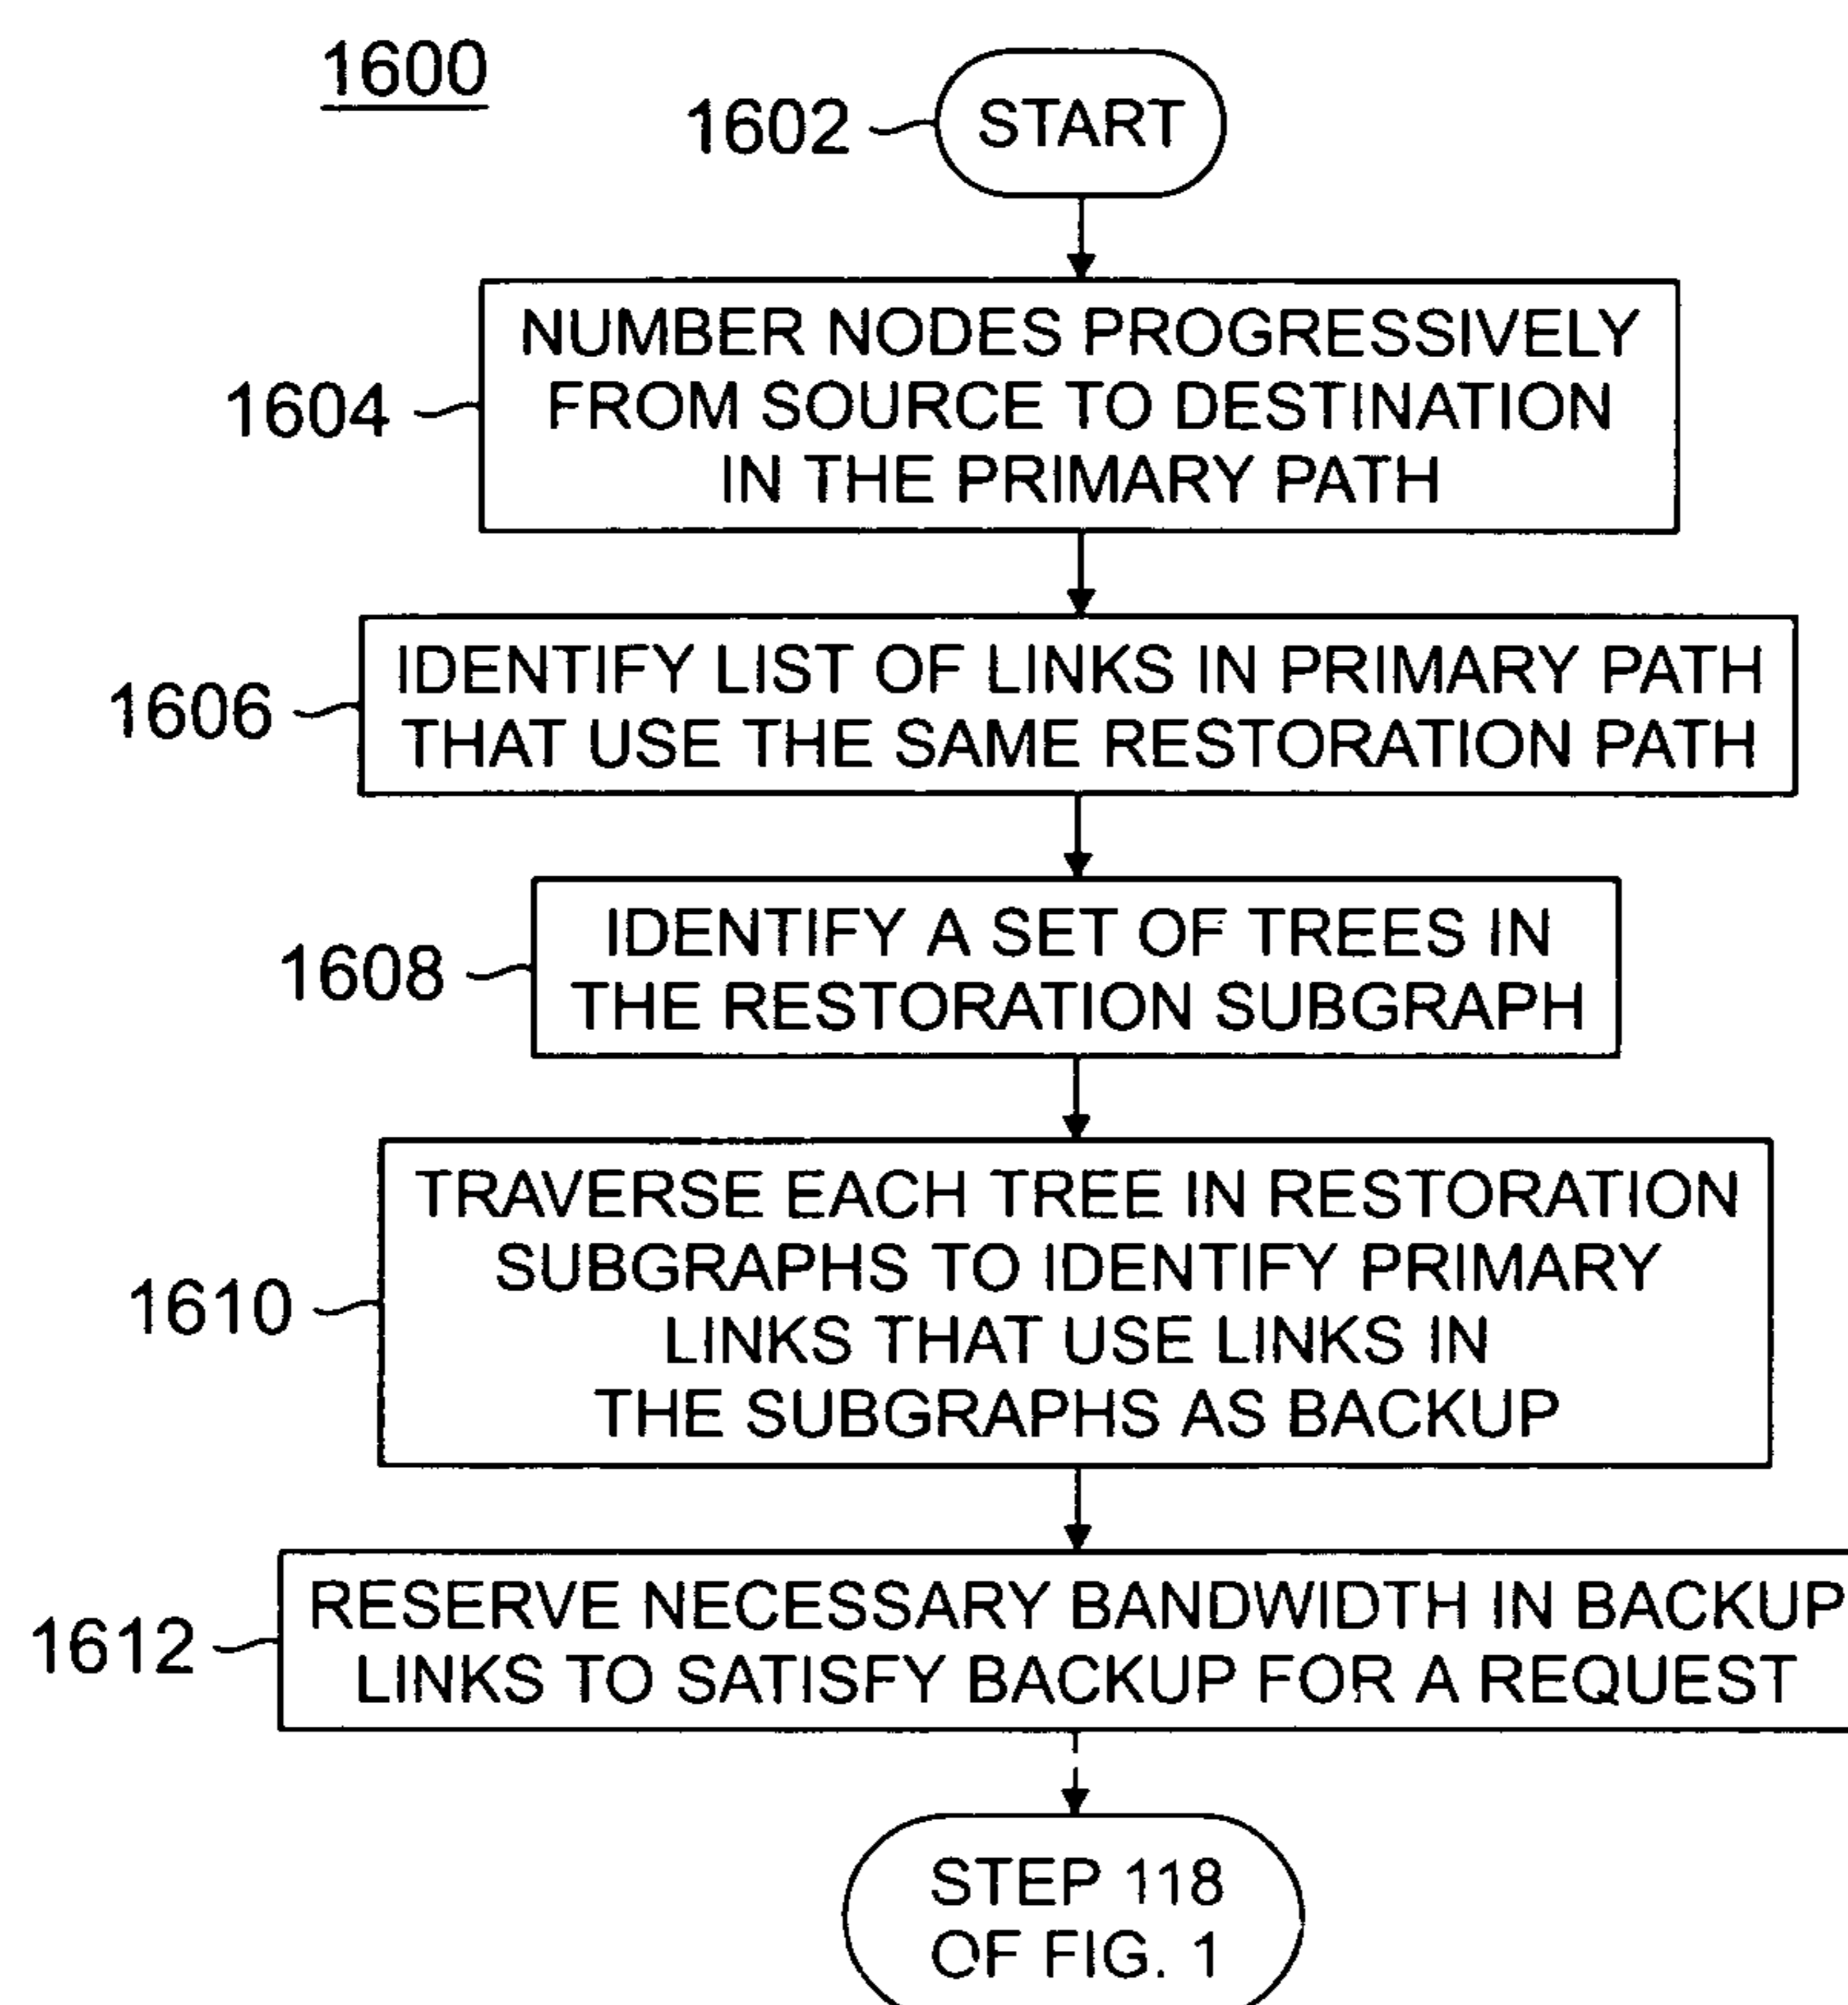 1600
1602
START
1604
NUMBER NODES PROGRESSIVELY
FROM SOURCE TO DESTINATION
IN THE PRIMARY PATH
1606
IDENTIFY LIST OF LINKS IN PRIMARY PATH
THAT USE THE SAME RESTORATION PATH
1608
IDENTIFY A SET OF TREES IN
THE RESTORATION SUBGRAPH
1610
TRAVERSE EACH TREE IN RESTORATION
SUBGRAPHS TO IDENTIFY PRIMARY
LINKS THAT USE LINKS IN
THE SUBGRAPHS AS BACKUP
1612
RESERVE NECESSARY BANDWIDTH IN BACKUP
LINKS TO SATISFY BACKUP FOR A REQUEST
STEP 118
OF FIG. 1